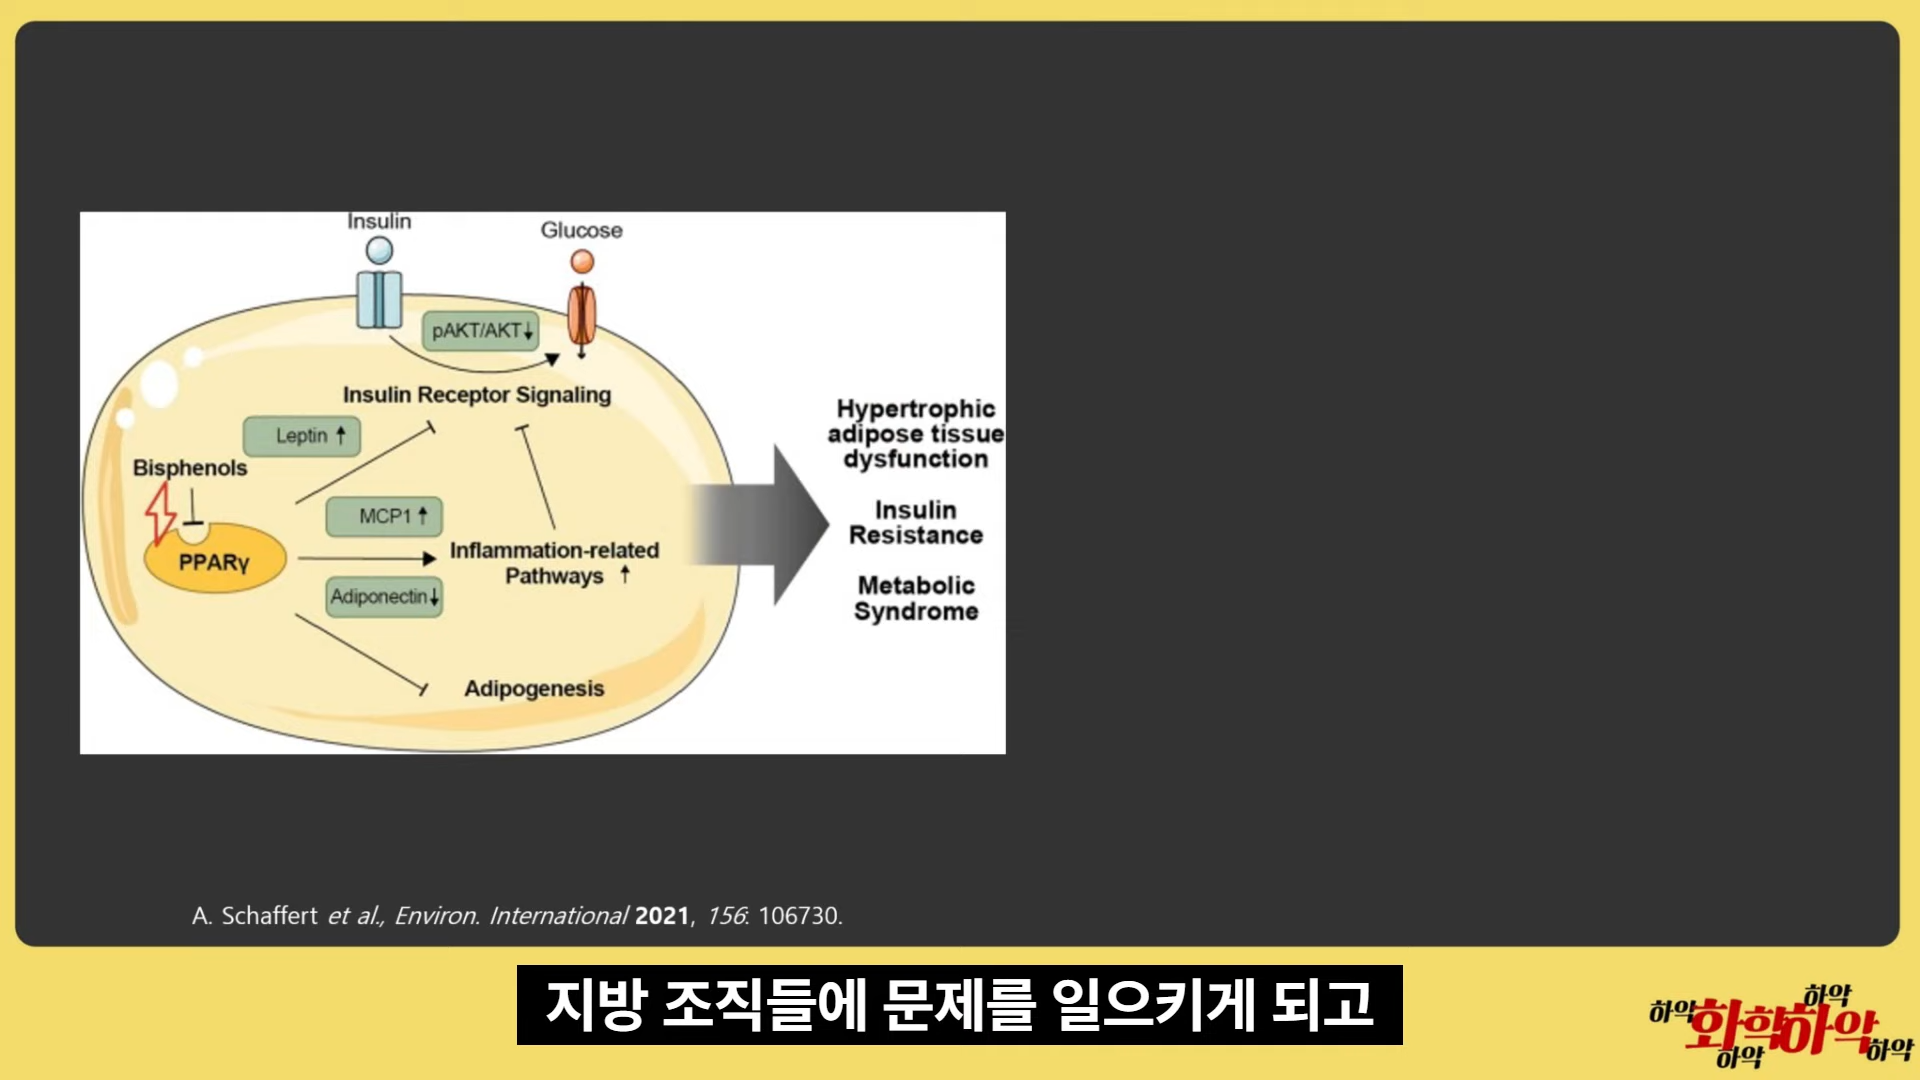 Insulin
Glucose
pAKT/AKT↓
Insulin Receptor Signaling
Leptin ↑
Bisphenols
MCP1 ↑
PPARγ
Inflammation-related
Pathways ↑
Adiponectin↓
Adipogenesis
Hypertrophic
adipose tissue
dysfunction
Insulin
Resistance
Metabolic
Syndrome
A. Schaffert et al., Environ. International 2021, 156: 106730.
지방 조직들에 문제를 일으키게 되고
하악
하악
화학하악
하악
하악